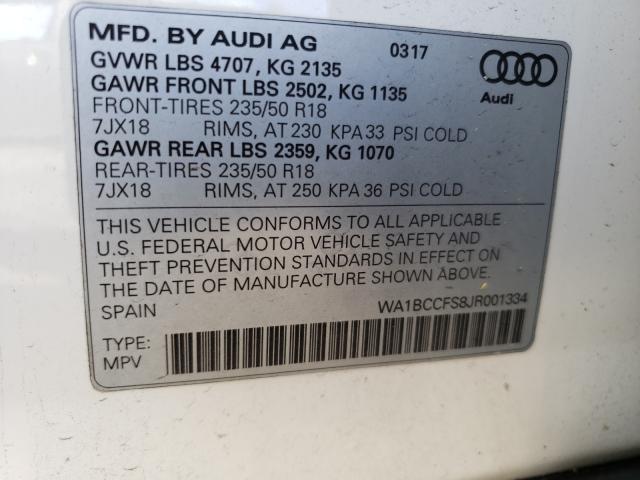 MFD. BY AUDI AG 0317
GVWR LBS 4707, KG 2135
GAWR FRONT LBS 2502, KG 1135
FRONT-TIRES 235/50 R18
7JX18 RIMS, AT 230 KPA 33 PSI COLD
GAWR REAR LBS 2359, KG 1070
REAR-TIRES 235/50 R18
7JX18 RIMS, AT 250 KPA 36 PSI COLD
Audi
THIS VEHICLE CONFORMS TO ALL APPLICABLE
U.S. FEDERAL MOTOR VEHICLE SAFETY AND
THEFT PREVENTION STANDARDS IN EFFECT ON
THE DATE OF MANUFACTURE SHOWN ABOVE.
SPAIN WA1BCCFS8JR001334
TYPE:
MPV